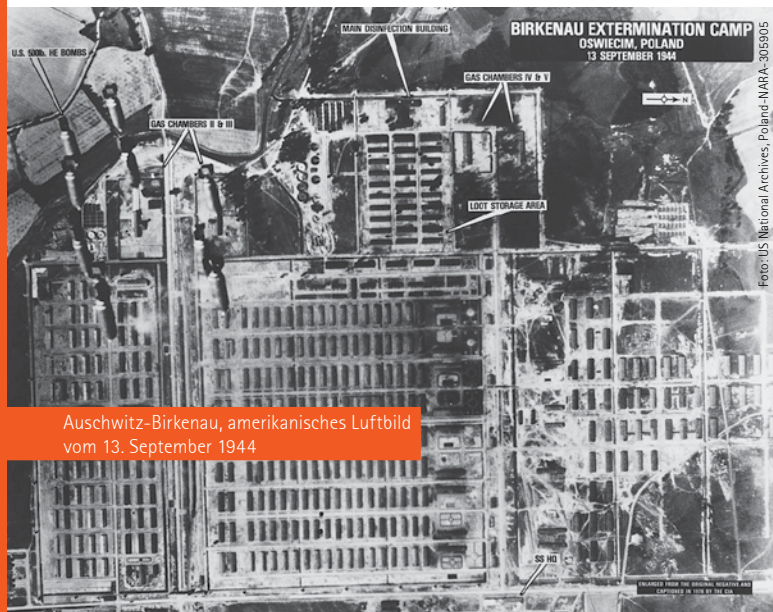 BIRKENAU EXTERMINATION CAMP
OSWIECIM, POLAND
13 SEPTEMBER 1944
MAIN DISINFECTION BUILDING
U.S. 500lb. HE BOMBS
GAS CHAMBERS IV & V
N
GAS CHAMBERS II & III
LOOT STORAGE AREA
Auschwitz-Birkenau, amerikanisches Luftbild
vom 13. September 1944
SS HQ
ENLARGED FROM THE ORIGINAL NEGATIVE AND
CAPTIONED IN 1978 BY THE CIA
Foto: US National Archives, Poland-NARA-305905